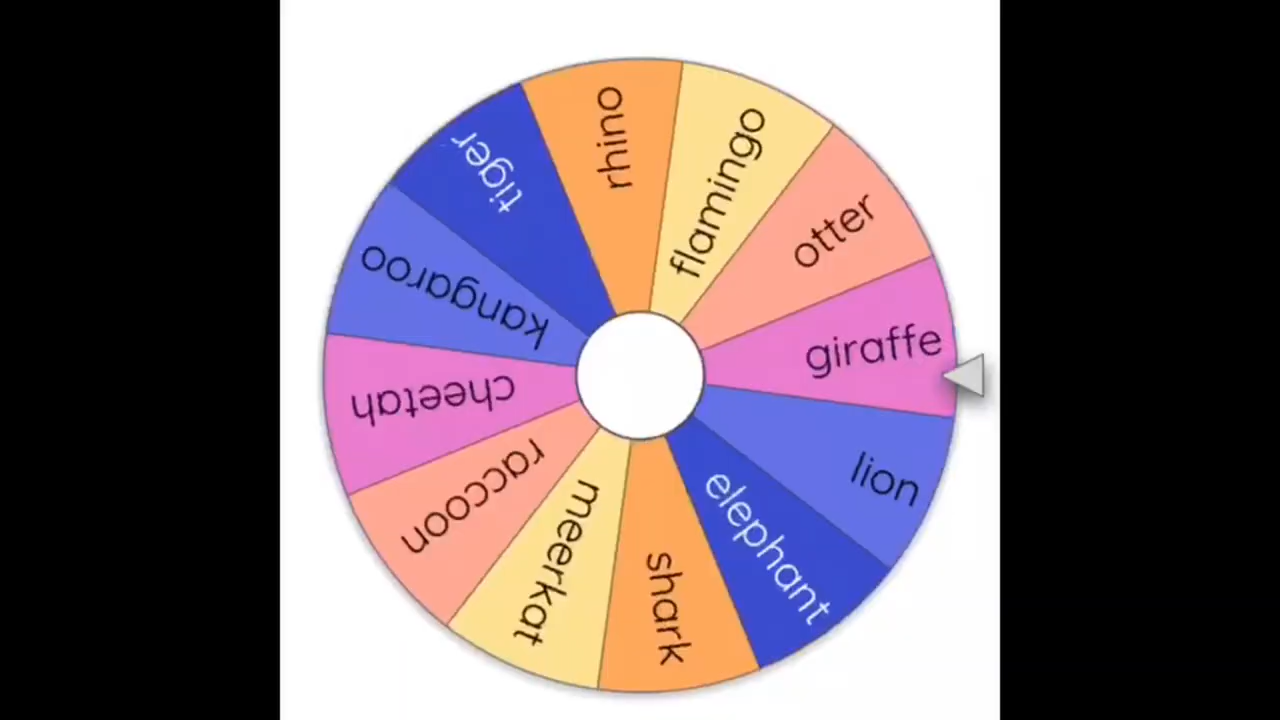 rhino
flamingo
otter
giraffe
lion
elephant
shark
meerkat
raccoon
cheetah
kangaroo
tiger